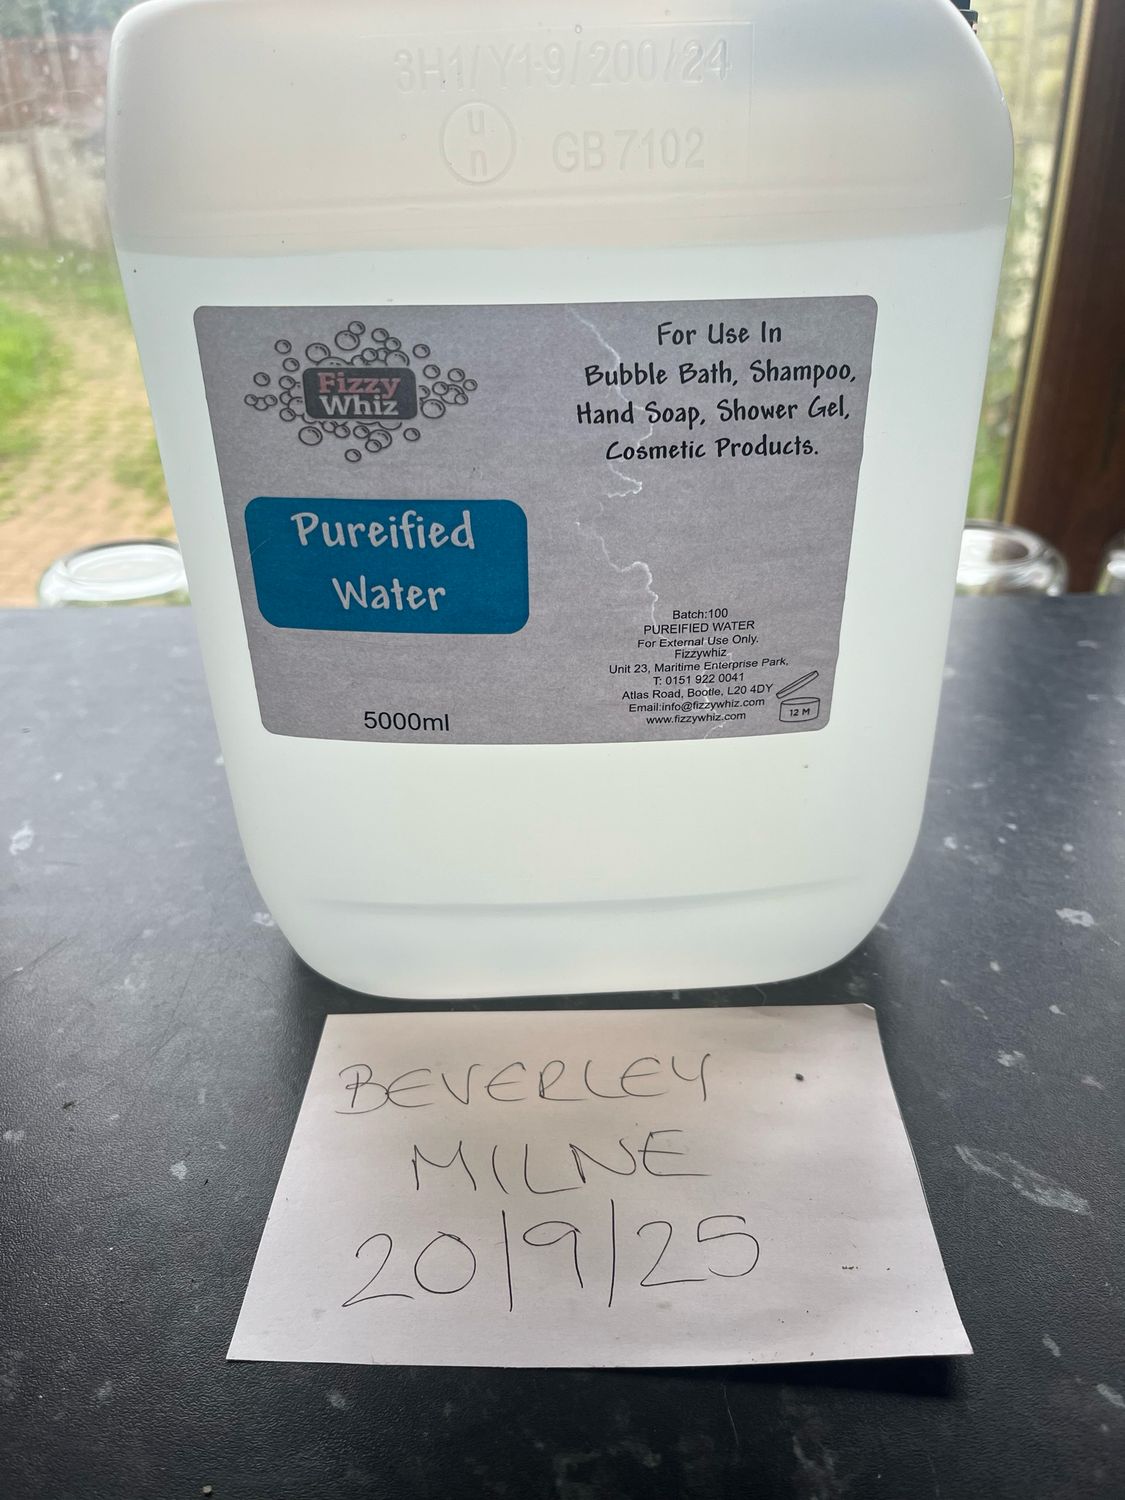 3H1/Y1·9/200/24
u
n
GB 7102
Fizzy
Whiz
For Use In
Bubble Bath, Shampoo,
Hand Soap, Shower Gel,
Cosmetic Products.
Pureified
Water
5000ml
Batch:100
PUREIFIED WATER
For External Use Only.
Fizzywhiz
Unit 23, Maritime Enterprise Park,
T: 0151 922 0041
Atlas Road, Bootle, L20 4DY
Email:info@fizzywhiz.com
www.fizzywhiz.com
12 M
BEVERLEY
MILNE
20/9/25